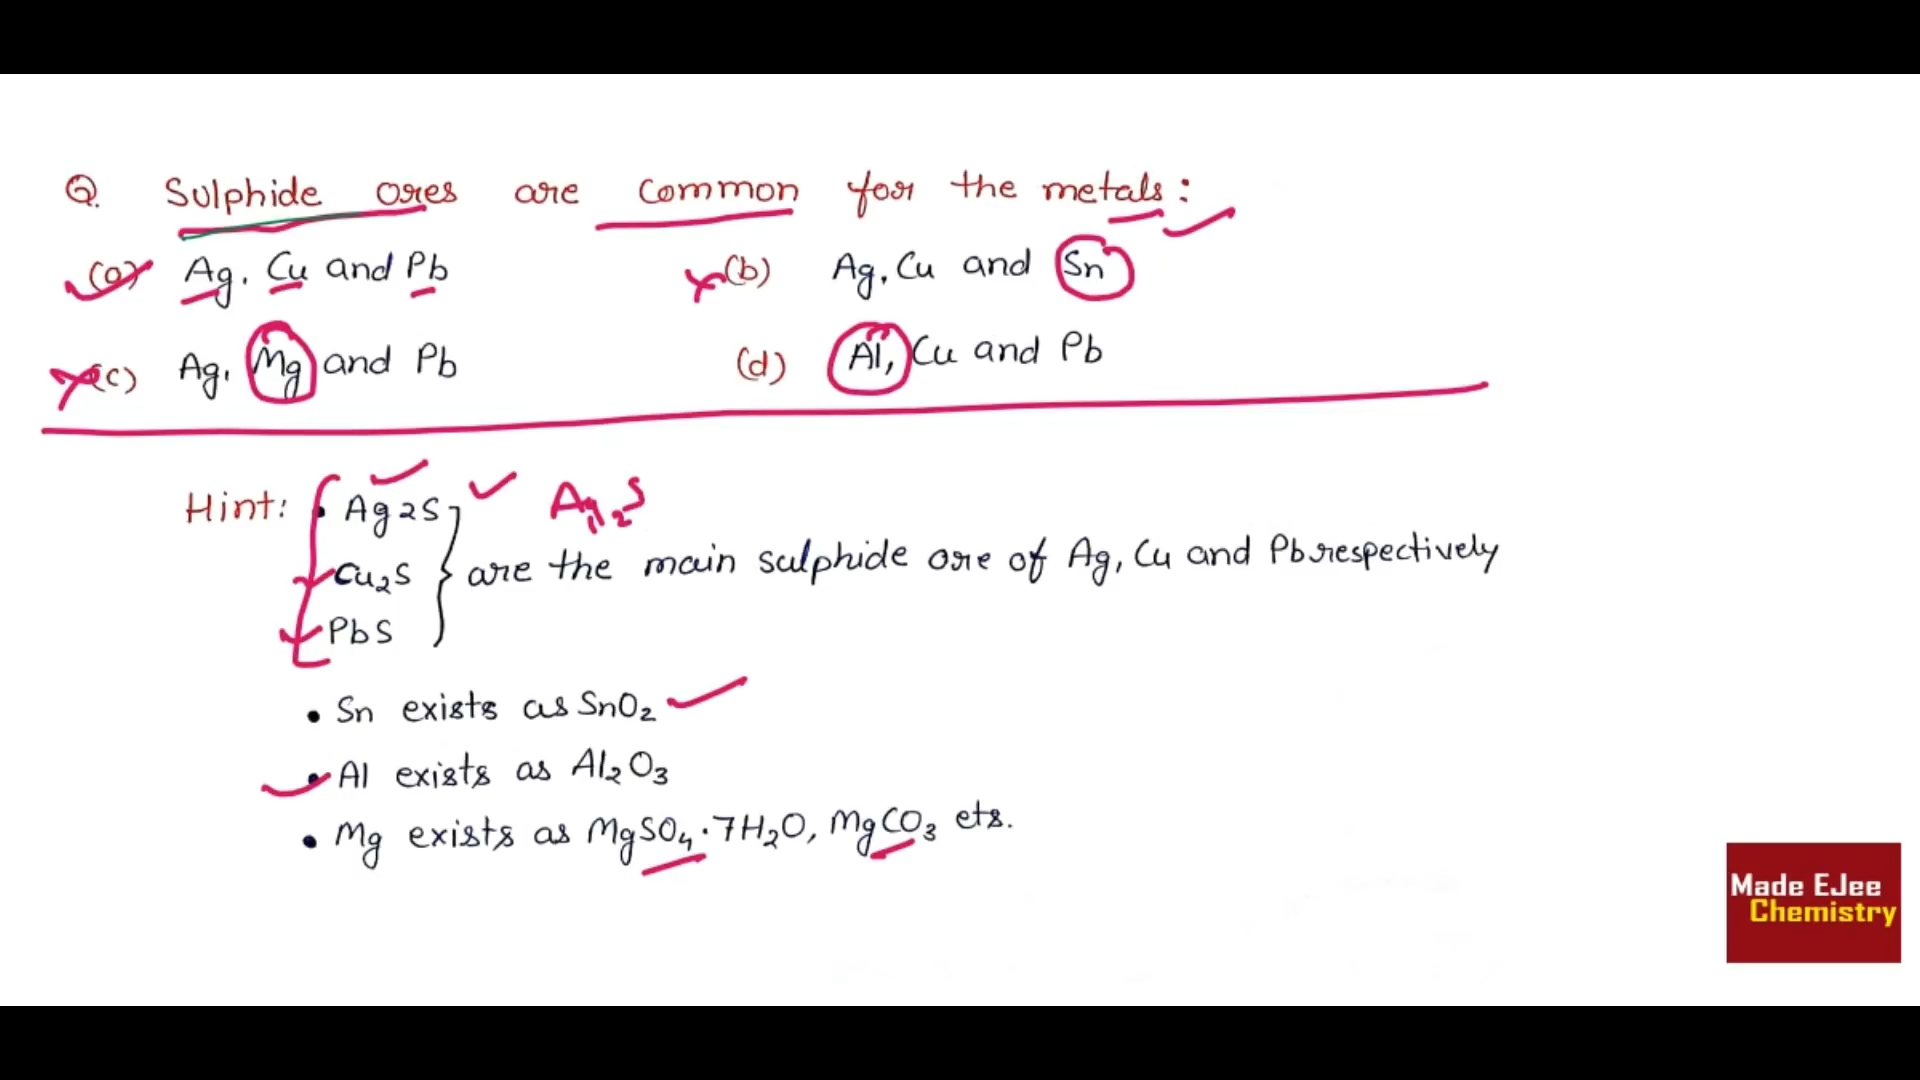 Q. Sulphide ores are common for the metals:
(a) Ag, Cu and Pb (b) Ag, Cu and Sn
(c) Ag, Mg and Pb (d) Al, Cu and Pb
Hint: • Ag2S Ag2S
Cu₂S are the main sulphide ore of Ag, Cu and Pb respectively
PbS
• Sn exists as SnO₂
• Al exists as Al₂O₃
• Mg exists as MgSO₄·7H₂O, MgCO₃ ets.
Made EJee
Chemistry